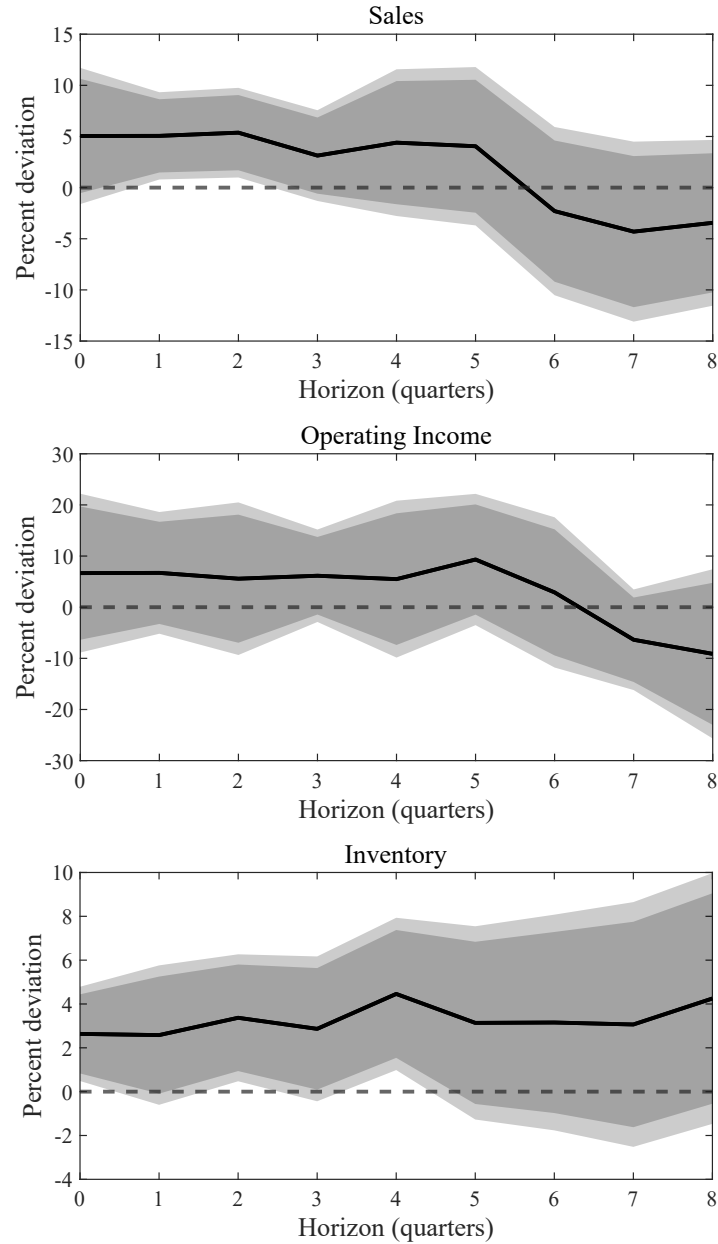 Sales
15
10
5
0
-5
-10
-15
Percent deviation
0 1 2 3 4 5 6 7 8
Horizon (quarters)
Operating Income
30
20
10
0
-10
-20
-30
Percent deviation
0 1 2 3 4 5 6 7 8
Horizon (quarters)
Inventory
10
8
6
4
2
0
-2
-4
Percent deviation
0 1 2 3 4 5 6 7 8
Horizon (quarters)